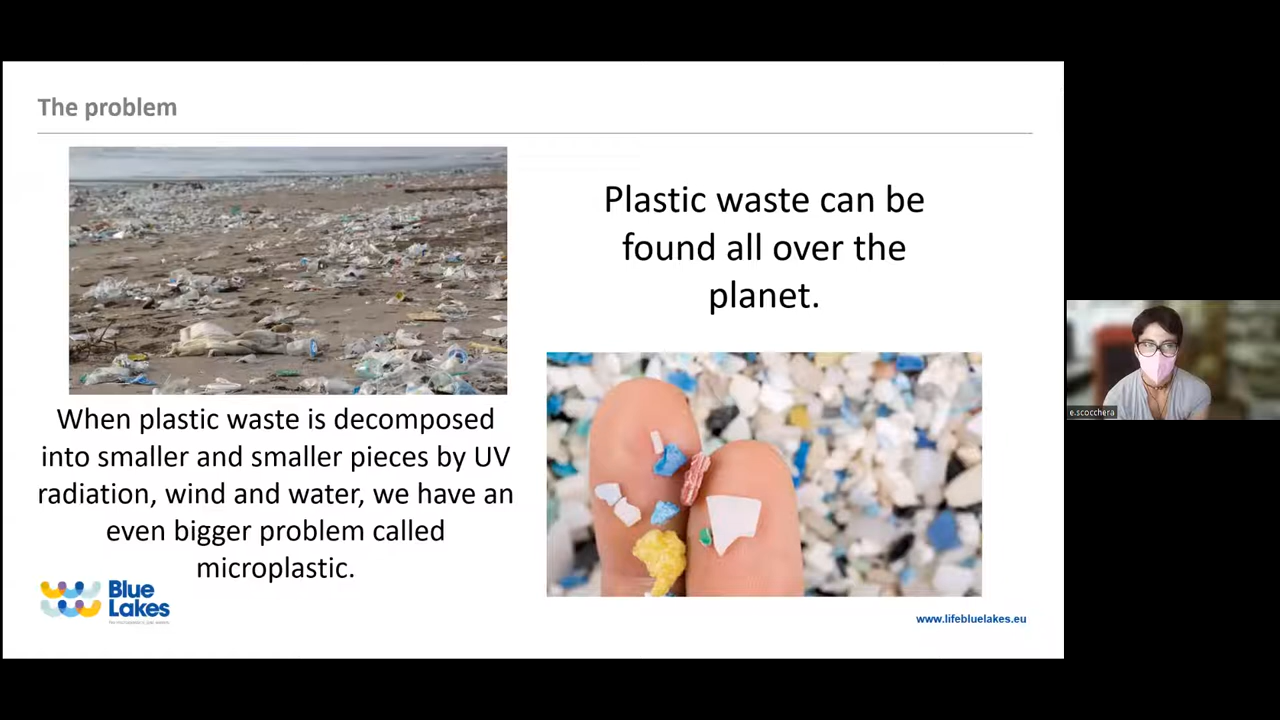 The problem
Plastic waste can be
found all over the
planet.
When plastic waste is decomposed
into smaller and smaller pieces by UV
radiation, wind and water, we have an
even bigger problem called
microplastic.
Blue
Lakes
www.lifebluelakes.eu
e.scocchera